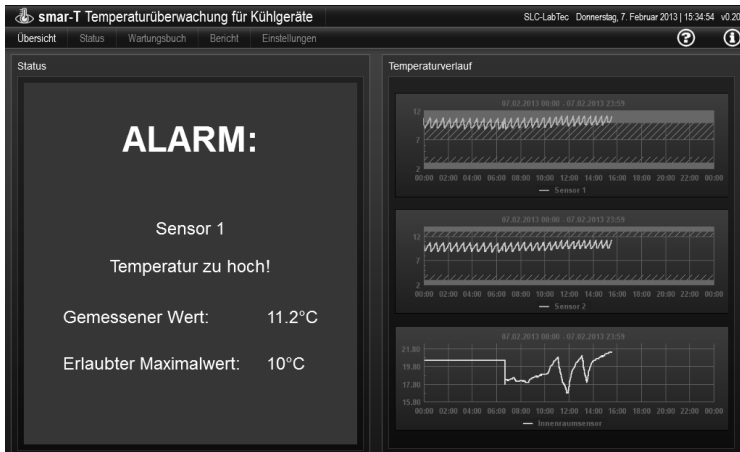 smar-T Temperaturüberwachung für Kühlgeräte
SLC-LabTec Donnerstag, 7. Februar 2013 | 15:34:54 v0.20
Übersicht Status Wartungsbuch Bericht Einstellungen
Status
ALARM:
Sensor 1
Temperatur zu hoch!
Gemessener Wert: 11.2°C
Erlaubter Maximalwert: 10°C
Temperaturverlauf
07.02.2013 00:00 - 07.02.2013 23:59
12
7
2
00:00 02:00 04:00 06:00 08:00 10:00 12:00 14:00 16:00 18:00 20:00 22:00 00:00
Sensor 1
07.02.2013 00:00 - 07.02.2013 23:59
12
7
2
00:00 02:00 04:00 06:00 08:00 10:00 12:00 14:00 16:00 18:00 20:00 22:00 00:00
Sensor 2
07.02.2013 00:00 - 07.02.2013 23:59
21.80
19.80
17.80
15.80
00:00 02:00 04:00 06:00 08:00 10:00 12:00 14:00 16:00 18:00 20:00 22:00 00:00
Innenraumsensor